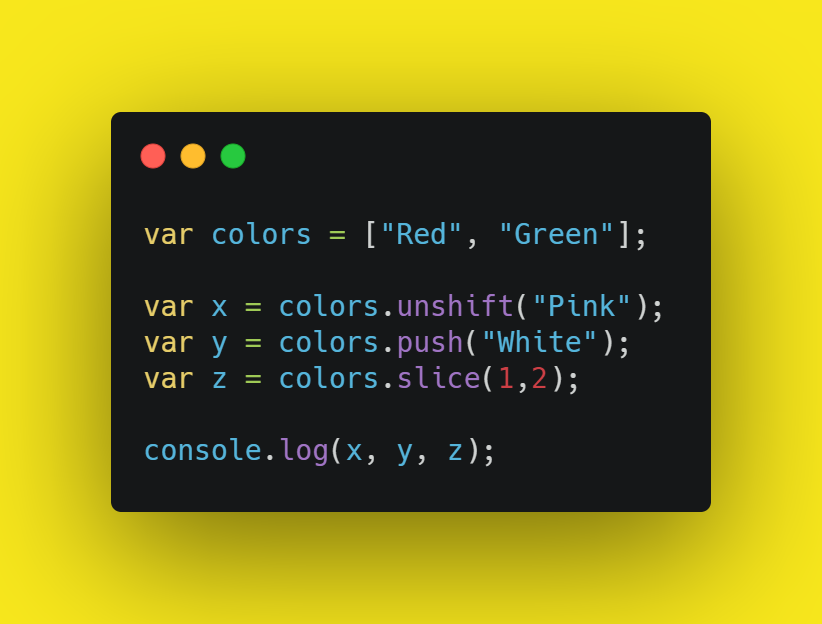 var colors = ["Red", "Green"];
var x = colors.unshift("Pink");
var y = colors.push("White");
var z = colors.slice(1,2);
console.log(x, y, z);